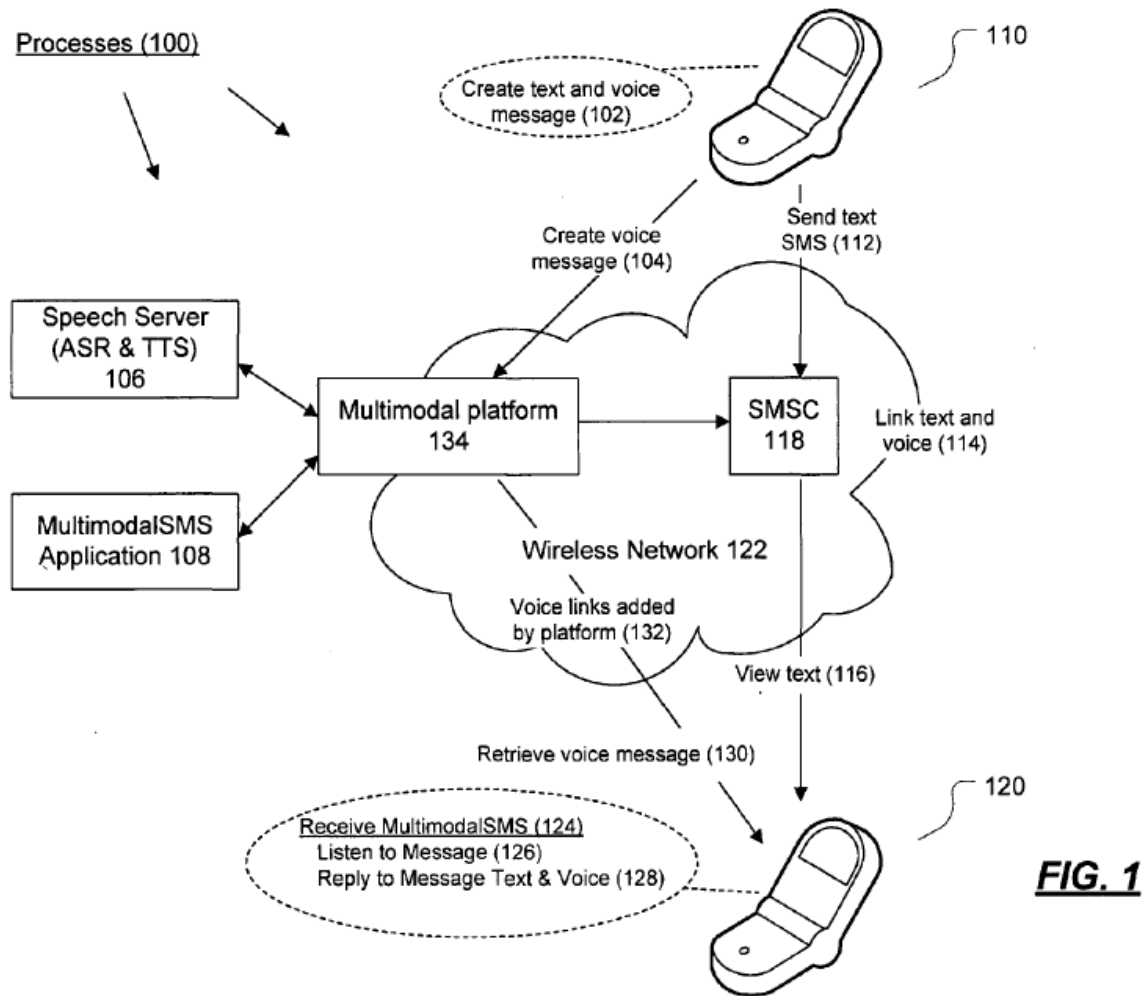 Processes (100)
110
Create text and voice
message (102)
Send text
SMS (112)
Create voice
message (104)
Speech Server
(ASR & TTS)
106
Multimodal platform
134
SMSC
118
Link text and
voice (114)
MultimodalSMS
Application 108
Wireless Network 122
Voice links added
by platform (132)
View text (116)
Retrieve voice message (130)
120
Receive MultimodalSMS (124)
Listen to Message (126)
Reply to Message Text & Voice (128)
FIG. 1